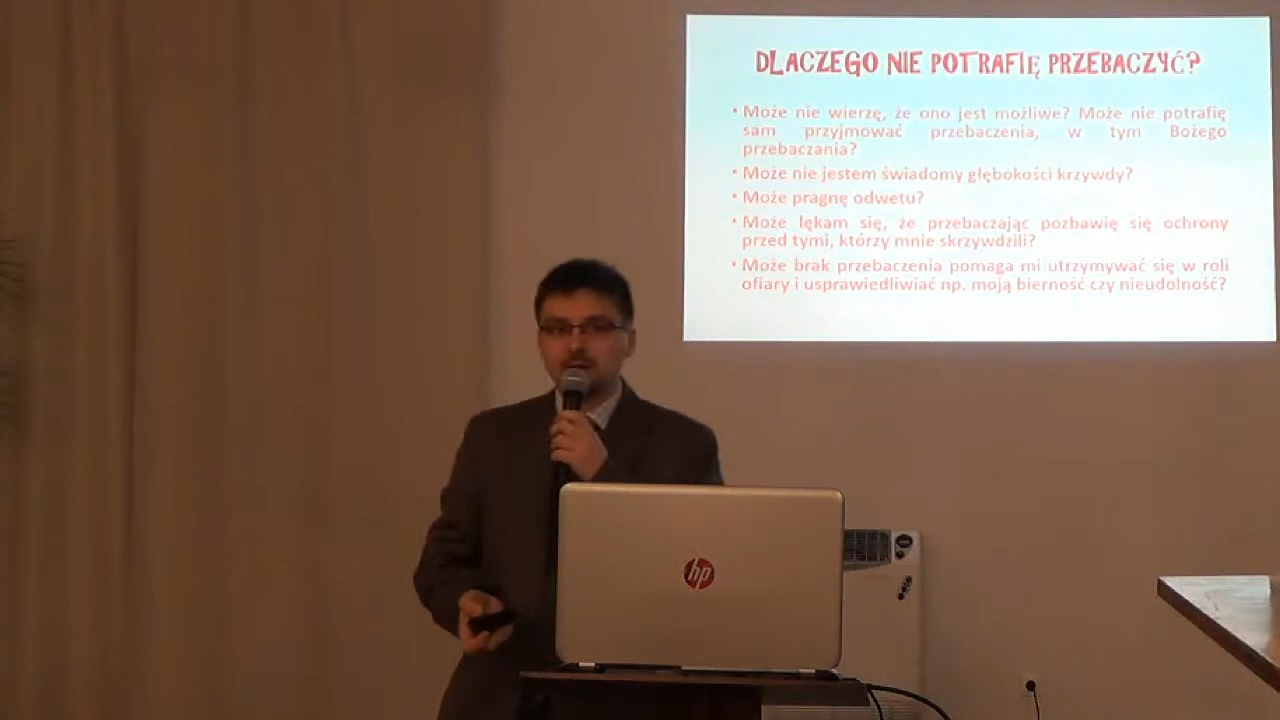 DLACZEGO NIE POTRAFIĘ PRZEBACZYĆ?
• Może nie wierzę, że ono jest możliwe? Może nie potrafię
sam przyjmować przebaczenia, w tym Bożego
przebaczania?
• Może nie jestem świadomy głębokości krzywdy?
• Może pragnę odwetu?
• Może lękam się, że przebaczając pozbawię się ochrony
przed tymi, którzy mnie skrzywdzili?
• Może brak przebaczenia pomaga mi utrzymywać się w roli
ofiary i usprawiedliwiać np. moją bierność czy nieudolność?
hp